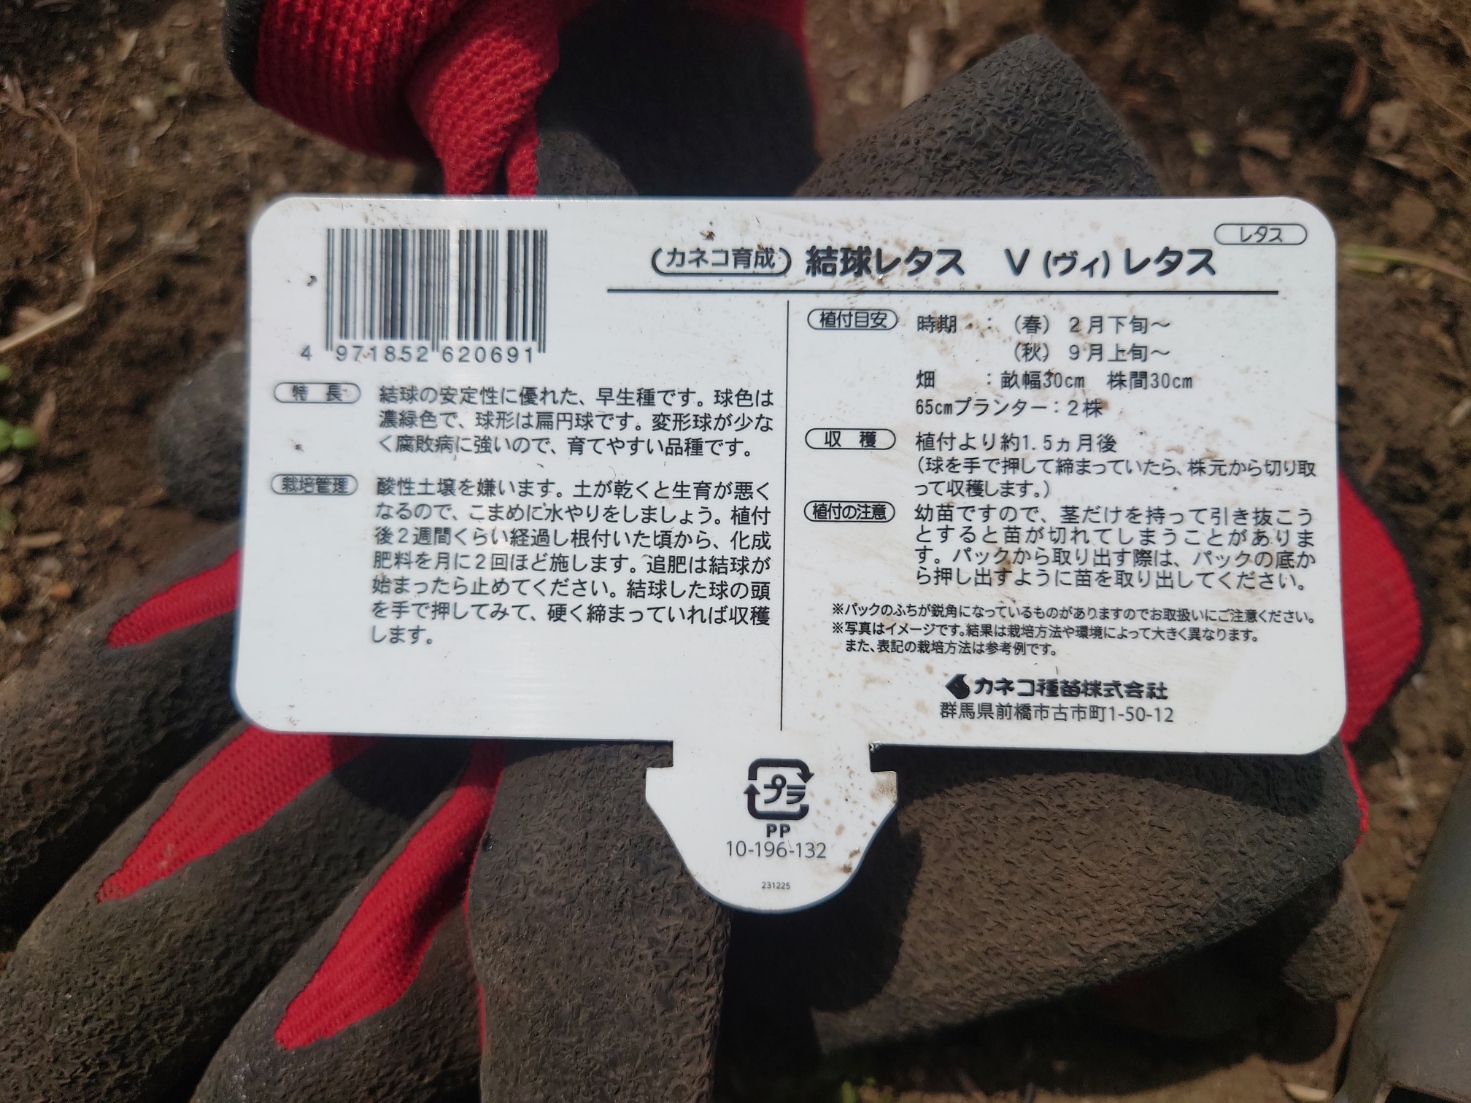 レタス
カネコ育成 結球レタス V(ヴィ)レタス
4 971852 620691
特長 結球の安定性に優れた、早生種です。球色は
濃緑色で、球形は扁円球です。変形球が少な
く腐敗病に強いので、育てやすい品種です。
栽培管理 酸性土壌を嫌います。土が乾くと生育が悪く
なるので、こまめに水やりをしましょう。植付
後2週間くらい経過し根付いた頃から、化成
肥料を月に2回ほど施します。追肥は結球が
始まったら止めてください。結球した球の頭
を手で押してみて、硬く締まっていれば収穫
します。
植付目安 時期 : (春) 2月下旬〜
(秋) 9月上旬〜
畑 : 畝幅30cm 株間30cm
65cmプランター:2株
収穫 植付より約1.5ヵ月後
(球を手で押して締まっていたら、株元から切り取
って収穫します。)
植付の注意 幼苗ですので、茎だけを持って引き抜こう
とすると苗が切れてしまうことがありま
す。パックから取り出す際は、パックの底か
ら押し出すように苗を取り出してください。
※パックのふちが鋭角になっているものがありますのでお取扱いにご注意ください。
※写真はイメージです。結果は栽培方法や環境によって大きく異なります。
また、表記の栽培方法は参考例です。
カネコ種苗株式会社
群馬県前橋市古市町1-50-12
プラ
PP
10-196-132
231225